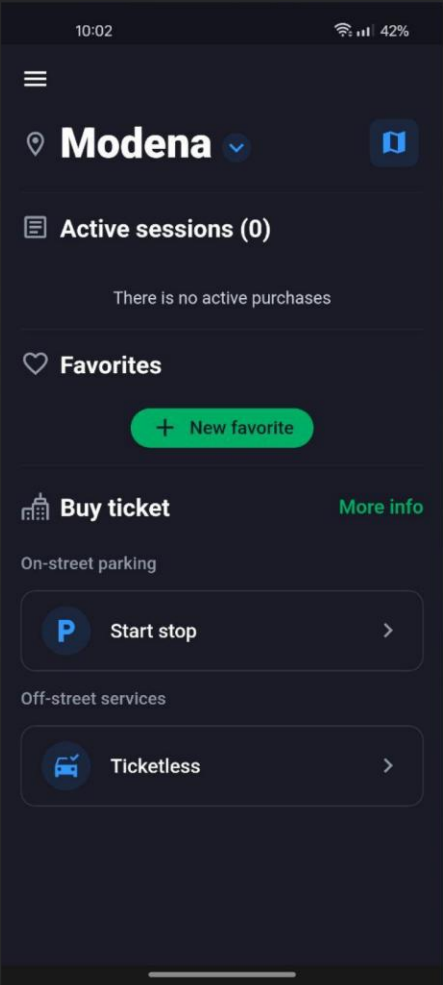 10:02
42%
Modena
Active sessions (0)
There is no active purchases
Favorites
+ New favorite
Buy ticket
More info
On-street parking
P
Start stop
Off-street services
Ticketless